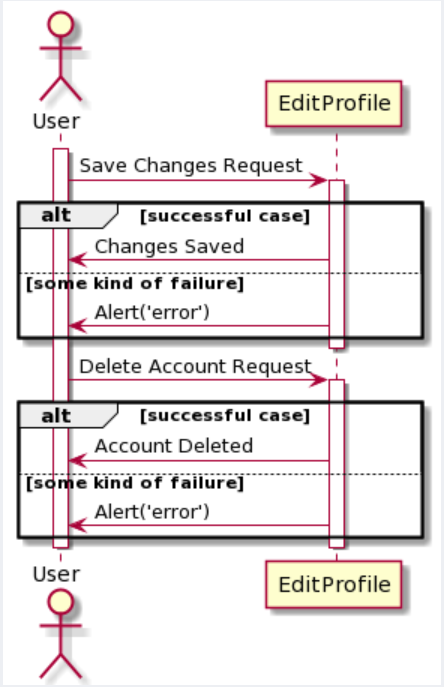 User
EditProfile
Save Changes Request
alt [successful case]
Changes Saved
[some kind of failure]
Alert('error')
Delete Account Request
alt [successful case]
Account Deleted
[some kind of failure]
Alert('error')
User
EditProfile